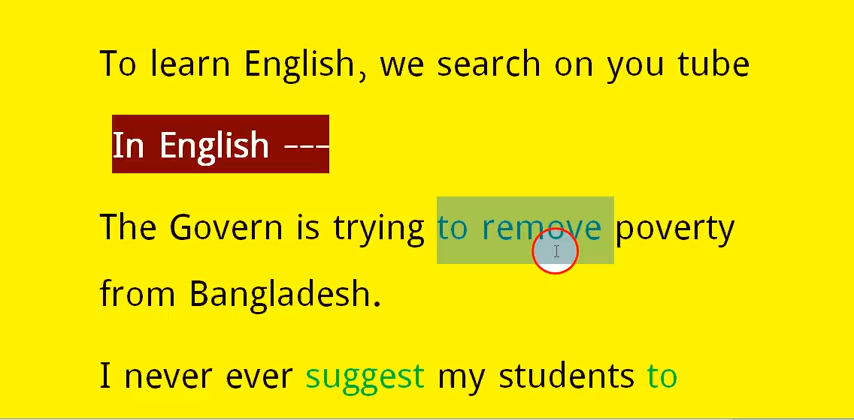 To learn English, we search on you tube
In English ---
The Govern is trying to remove poverty
from Bangladesh.
I never ever suggest my students to